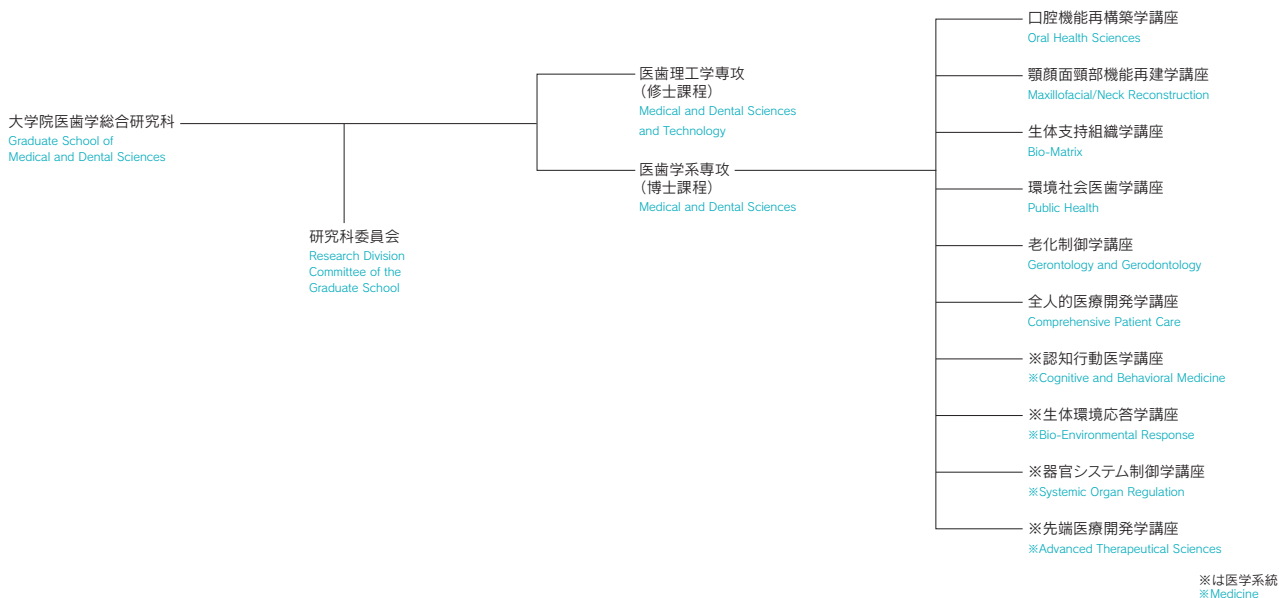 大学院医歯学総合研究科
Graduate School of
Medical and Dental Sciences
研究科委員会
Research Division
Committee of the
Graduate School
医歯理工学専攻
（修士課程）
Medical and Dental Sciences
and Technology
医歯学系専攻
（博士課程）
Medical and Dental Sciences
口腔機能再構築学講座
Oral Health Sciences
顎顔面頸部機能再建学講座
Maxillofacial/Neck Reconstruction
生体支持組織学講座
Bio-Matrix
環境社会医歯学講座
Public Health
老化制御学講座
Gerontology and Gerodontology
全人的医療開発学講座
Comprehensive Patient Care
※認知行動医学講座
※Cognitive and Behavioral Medicine
※生体環境応答学講座
※Bio-Environmental Response
※器官システム制御学講座
※Systemic Organ Regulation
※先端医療開発学講座
※Advanced Therapeutical Sciences
※は医学系統
※Medicine